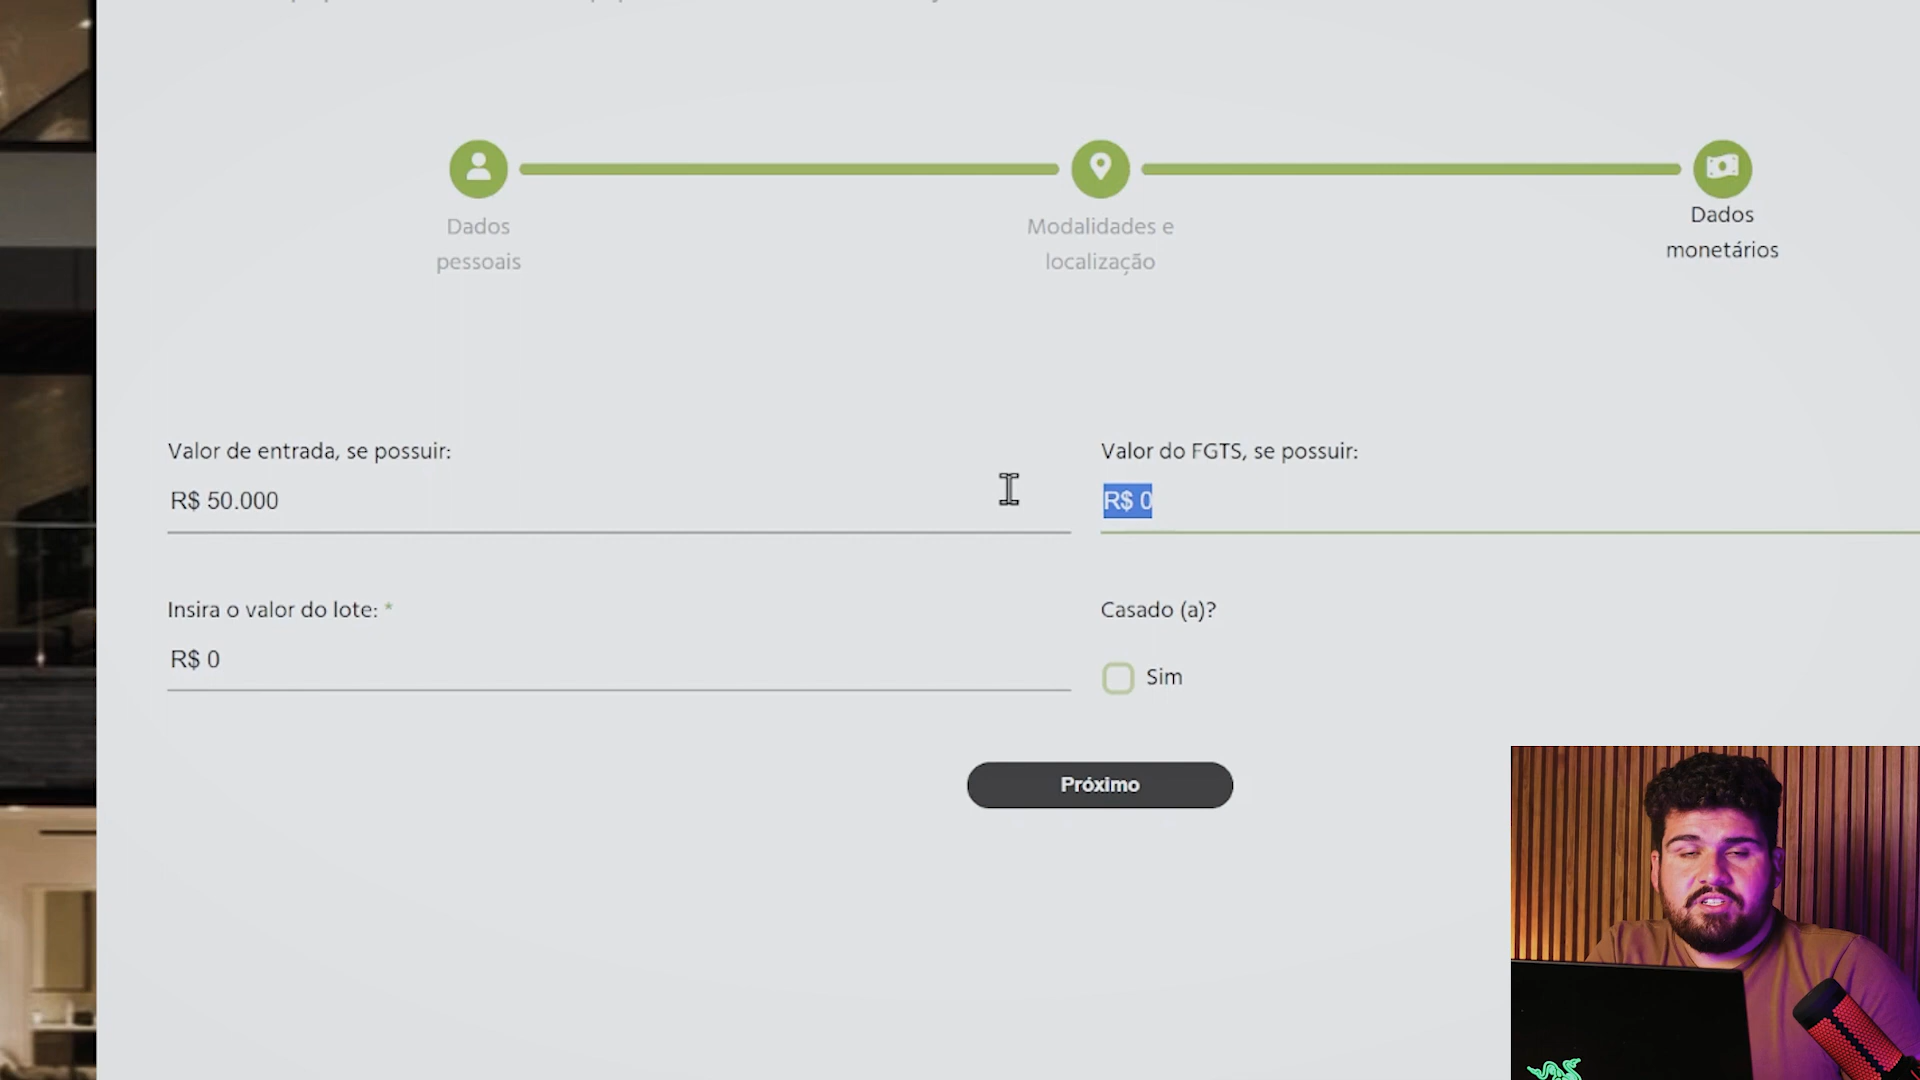 Dados
pessoais
Modalidades e
localização
Dados
monetários
Valor de entrada, se possuir:
R$ 50.000
Valor do FGTS, se possuir:
R$ 0
Insira o valor do lote: *
R$ 0
Casado (a)?
Sim
Próximo